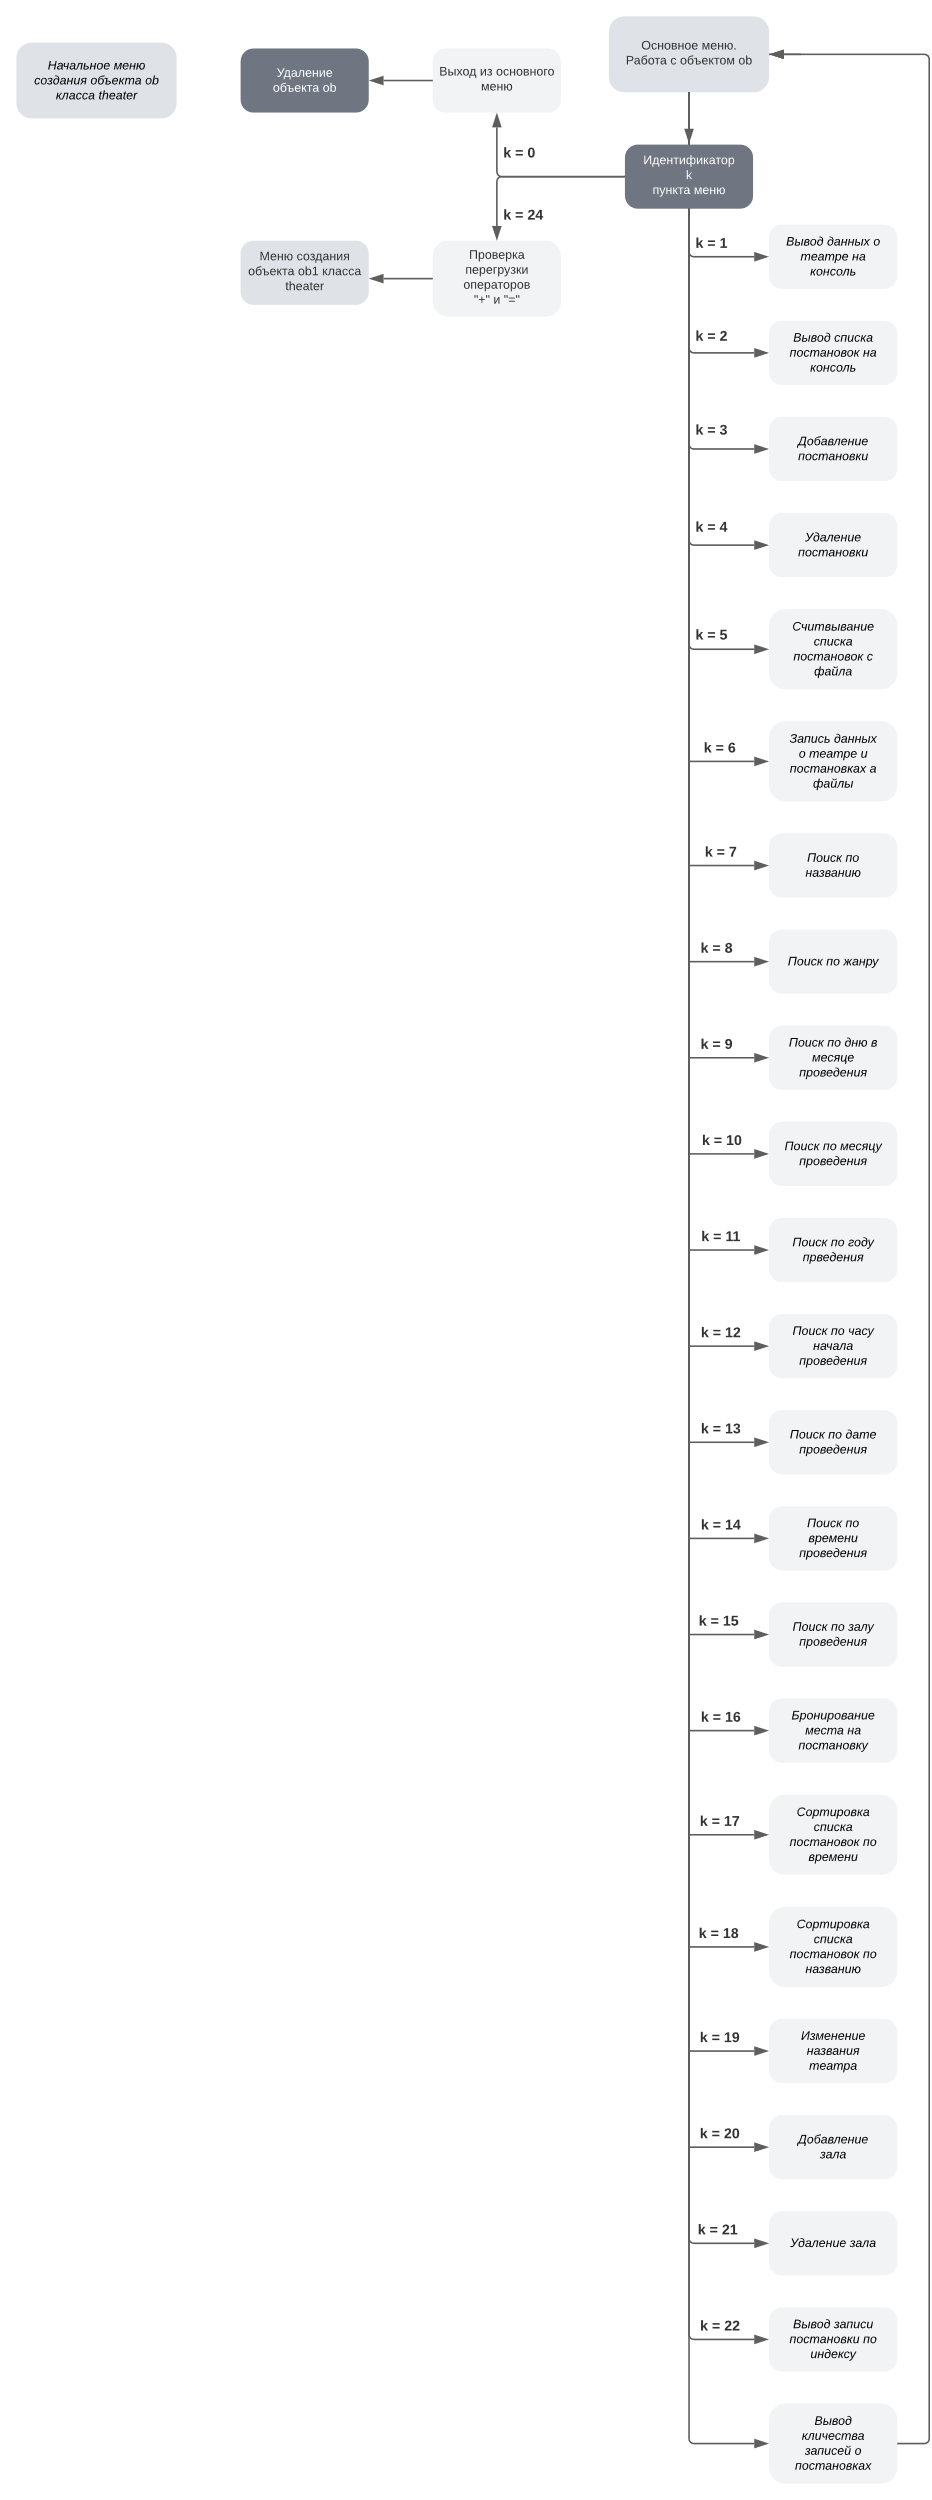 Начальное меню
создания объекта ob
класса theater
Удаление
объекта ob
Выход из основного
меню
Основное меню.
Работа с объектом ob
k = 0
Идентификатор
k
пункта меню
k = 24
Меню создания
объекта ob1 класса
theater
Проверка
перегрузки
операторов
"+" и "="
k = 1
Вывод данных о
театре на
консоль
k = 2
Вывод списка
постановок на
консоль
k = 3
Добавление
постановки
k = 4
Удаление
постановки
k = 5
Считвывание
списка
постановок с
файла
k = 6
Запись данных
о театре и
постановках а
файлы
k = 7
Поиск по
названию
k = 8
Поиск по жанру
k = 9
Поиск по дню в
месяце
проведения
k = 10
Поиск по месяцу
проведения
k = 11
Поиск по году
прведения
k = 12
Поиск по часу
начала
проведения
k = 13
Поиск по дате
проведения
k = 14
Поиск по
времени
проведения
k = 15
Поиск по залу
проведения
k = 16
Бронирование
места на
постановку
k = 17
Сортировка
списка
постановок по
времени
k = 18
Сортировка
списка
постановок по
названию
k = 19
Изменение
названия
театра
k = 20
Добавление
зала
k = 21
Удаление зала
k = 22
Вывод записи
постановки по
индексу
Вывод
кличества
записей о
постановках